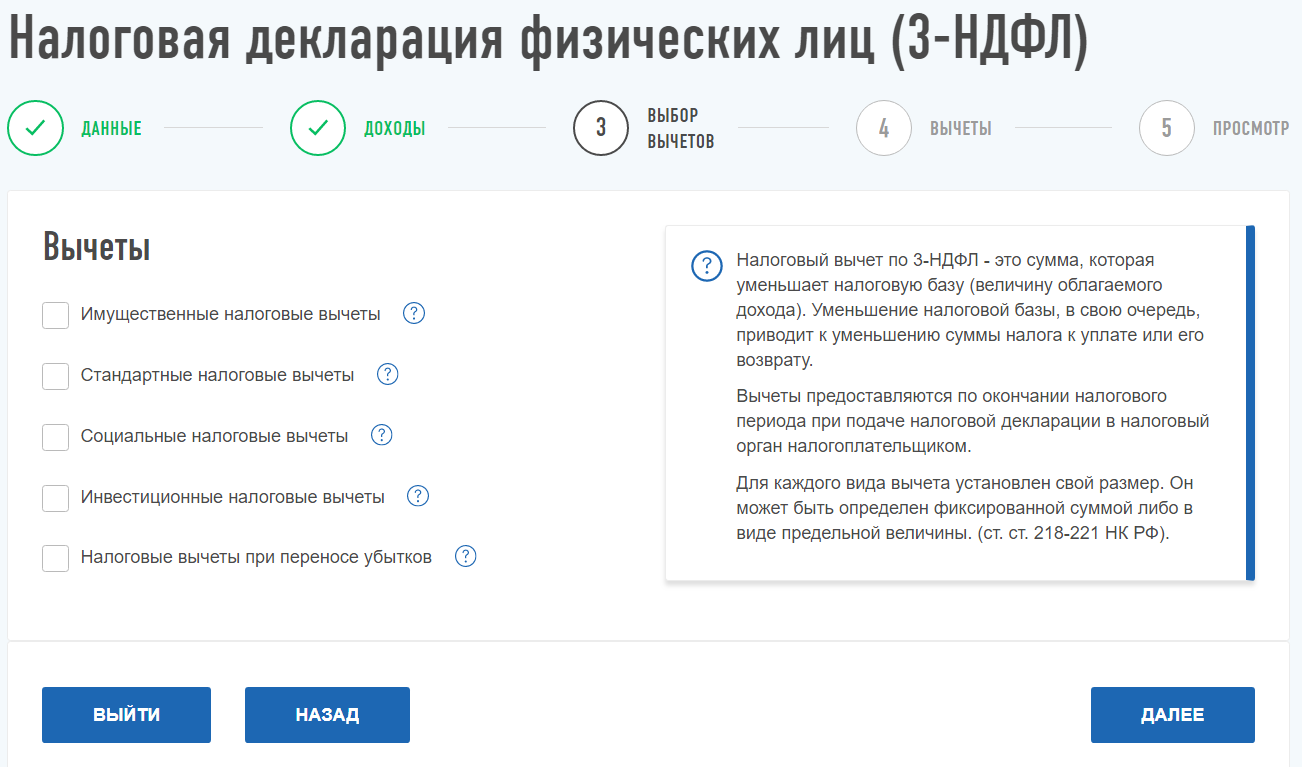 Налоговая декларация физических лиц (3-НДФЛ)
ДАННЫЕ
ДОХОДЫ
3
ВЫБОР
ВЫЧЕТОВ
4
ВЫЧЕТЫ
5
ПРОСМОТР
Вычеты
Имущественные налоговые вычеты ?
Стандартные налоговые вычеты ?
Социальные налоговые вычеты ?
Инвестиционные налоговые вычеты ?
Налоговые вычеты при переносе убытков ?
? Налоговый вычет по 3-НДФЛ - это сумма, которая
уменьшает налоговую базу (величину облагаемого
дохода). Уменьшение налоговой базы, в свою очередь,
приводит к уменьшению суммы налога к уплате или его
возврату.
Вычеты предоставляются по окончании налогового
периода при подаче налоговой декларации в налоговый
орган налогоплательщиком.
Для каждого вида вычета установлен свой размер. Он
может быть определен фиксированной суммой либо в
виде предельной величины. (ст. ст. 218-221 НК РФ).
ВЫЙТИ
НАЗАД
ДАЛЕЕ